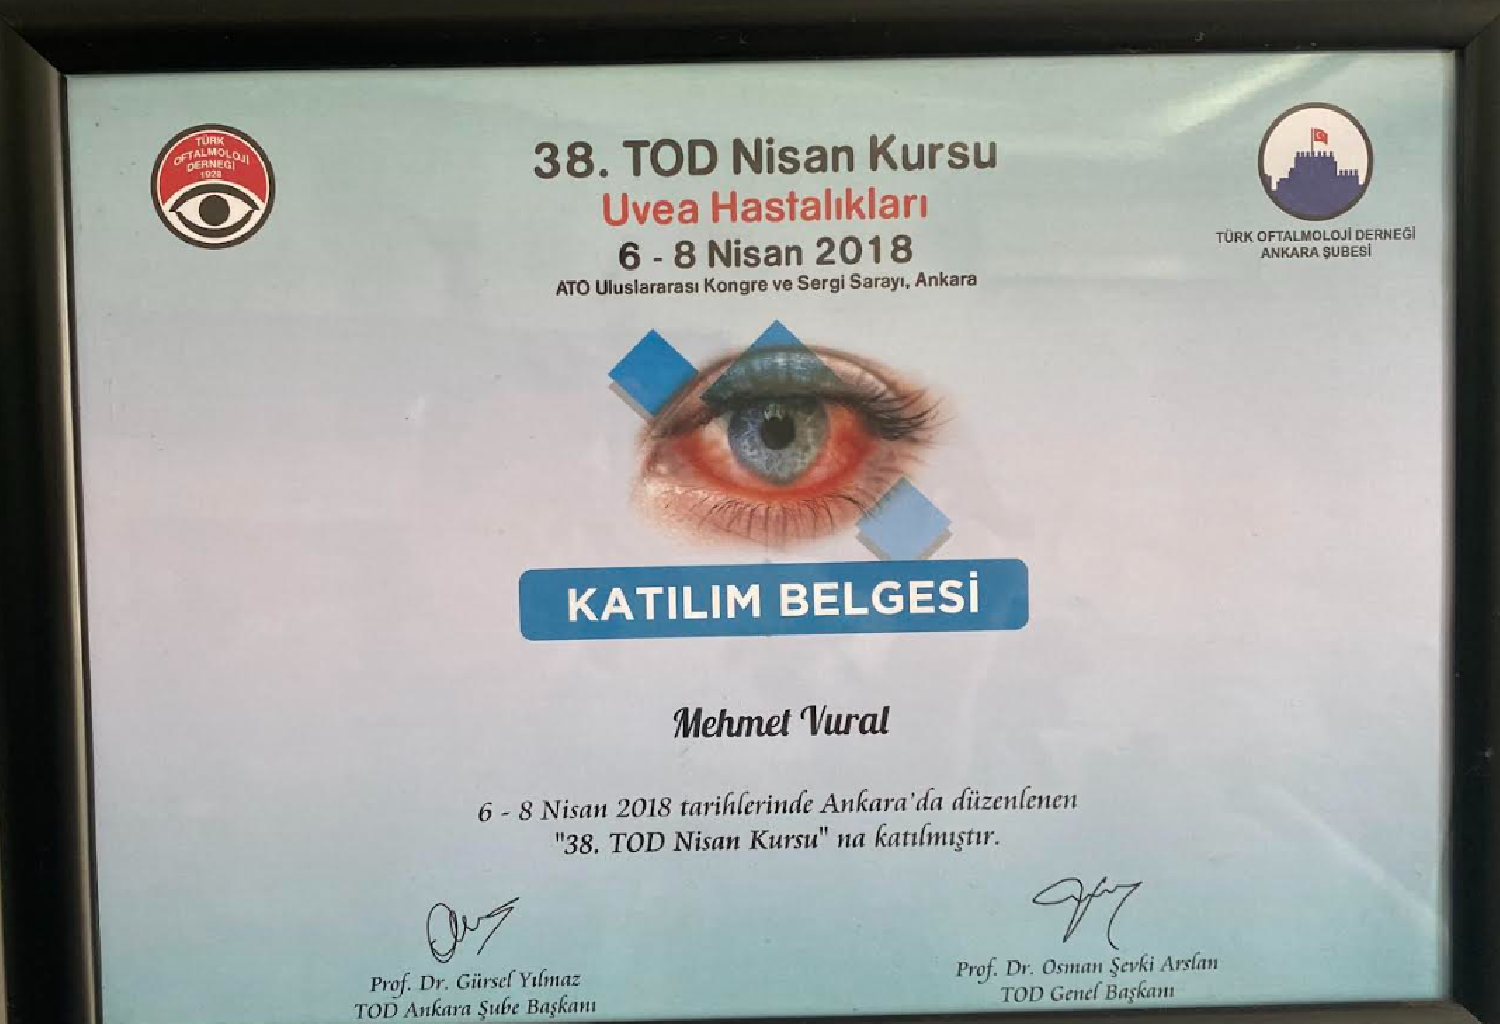 TÜRK
OFTALMOLOJİ
DERNEĞİ
1928
38. TOD Nisan Kursu
Uvea Hastalıkları
6 - 8 Nisan 2018
ATO Uluslararası Kongre ve Sergi Sarayı, Ankara
TÜRK OFTALMOLOJİ DERNEĞİ
ANKARA ŞUBESİ
KATILIM BELGESİ
Mehmet Vural
6 - 8 Nisan 2018 tarihlerinde Ankara'da düzenlenen
"38. TOD Nisan Kursu" na katılmıştır.
Prof. Dr. Gürsel Yılmaz
TOD Ankara Şube Başkanı
Prof. Dr. Osman Şevki Arslan
TOD Genel Başkanı